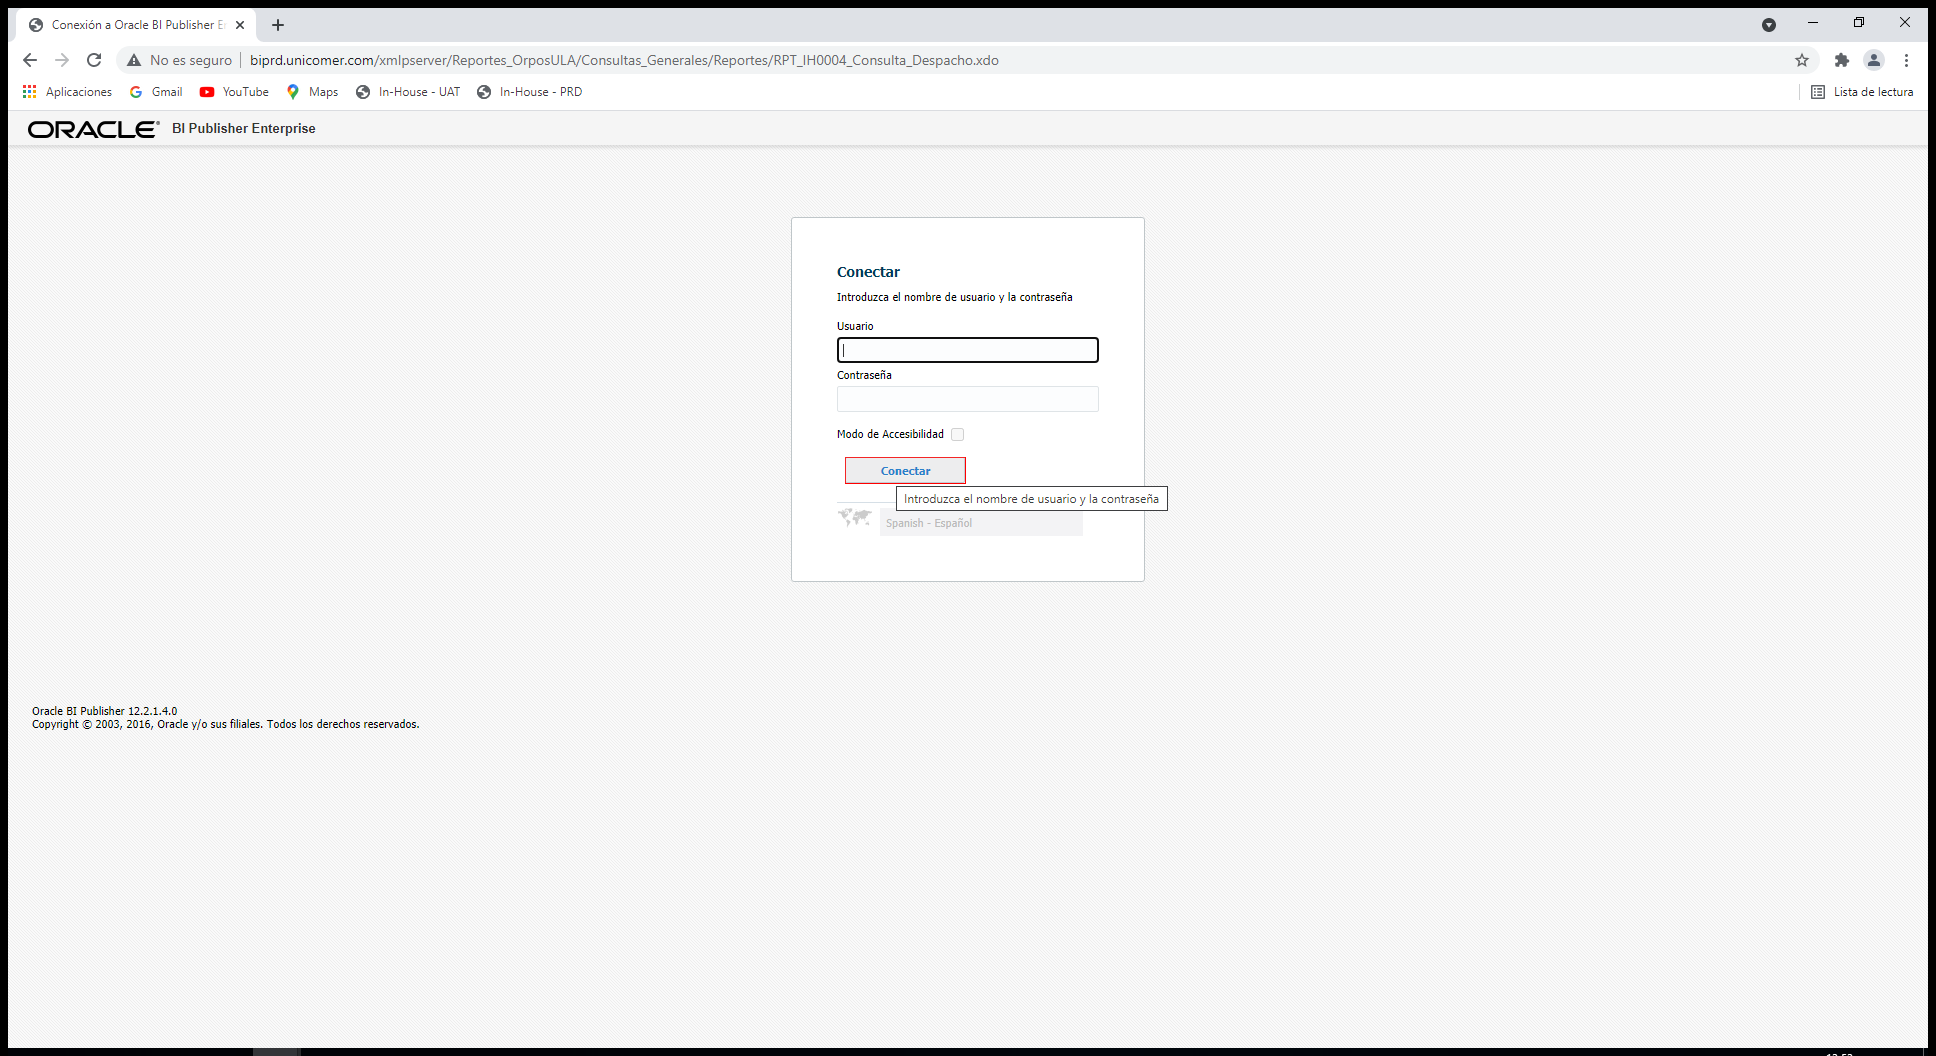 Conexión a Oracle BI Publisher E
No es seguro biprd.unicomer.com/xmlpserver/Reportes_OrposULA/Consultas_Generales/Reportes/RPT_IH0004_Consulta_Despacho.xdo
Aplicaciones Gmail YouTube Maps In-House - UAT In-House - PRD Lista de lectura
ORACLE BI Publisher Enterprise
Conectar
Introduzca el nombre de usuario y la contraseña
Usuario
Contraseña
Modo de Accesibilidad
Conectar
Introduzca el nombre de usuario y la contraseña
Spanish - Español
Oracle BI Publisher 12.2.1.4.0
Copyright © 2003, 2016, Oracle y/o sus filiales. Todos los derechos reservados.